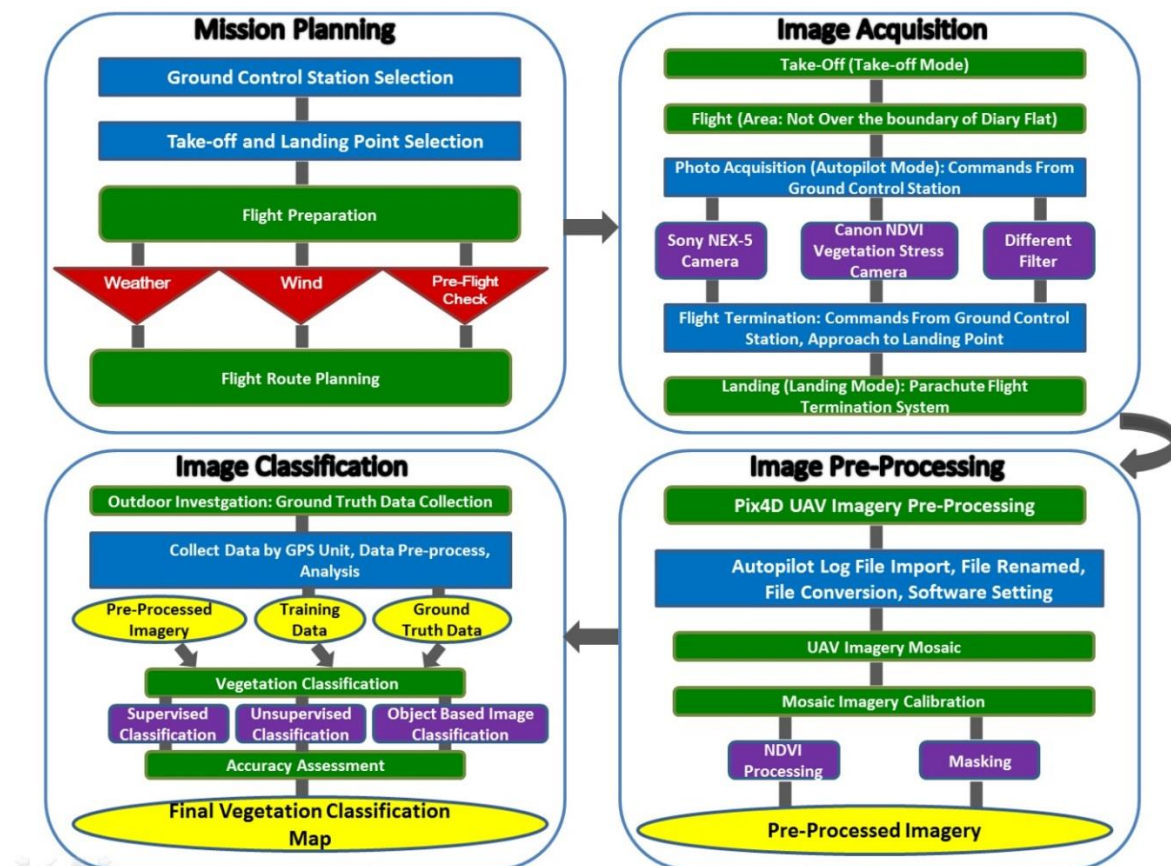 Mission Planning
Ground Control Station Selection
Take-off and Landing Point Selection
Flight Preparation
Weather
Wind
Pre-Flight
Check
Flight Route Planning
Image Acquisition
Take-Off (Take-off Mode)
Flight (Area: Not Over the boundary of Diary Flat)
Photo Acquisition (Autopilot Mode): Commands From
Ground Control Station
Sony NEX-5
Camera
Canon NDVI
Vegetation Stress
Camera
Different
Filter
Flight Termination: Commands From Ground Control
Station, Approach to Landing Point
Landing (Landing Mode): Parachute Flight
Termination System
Image Pre-Processing
Pix4D UAV Imagery Pre-Processing
Autopilot Log File Import, File Renamed,
File Conversion, Software Setting
UAV Imagery Mosaic
Mosaic Imagery Calibration
NDVI
Processing
Masking
Pre-Processed Imagery
Image Classification
Outdoor Investgation: Ground Truth Data Collection
Collect Data by GPS Unit, Data Pre-process,
Analysis
Pre-Processed
Imagery
Training
Data
Ground
Truth Data
Vegetation Classification
Supervised
Classification
Unsupervised
Classification
Object Based Image
Classification
Accuracy Assessment
Final Vegetation Classification
Map